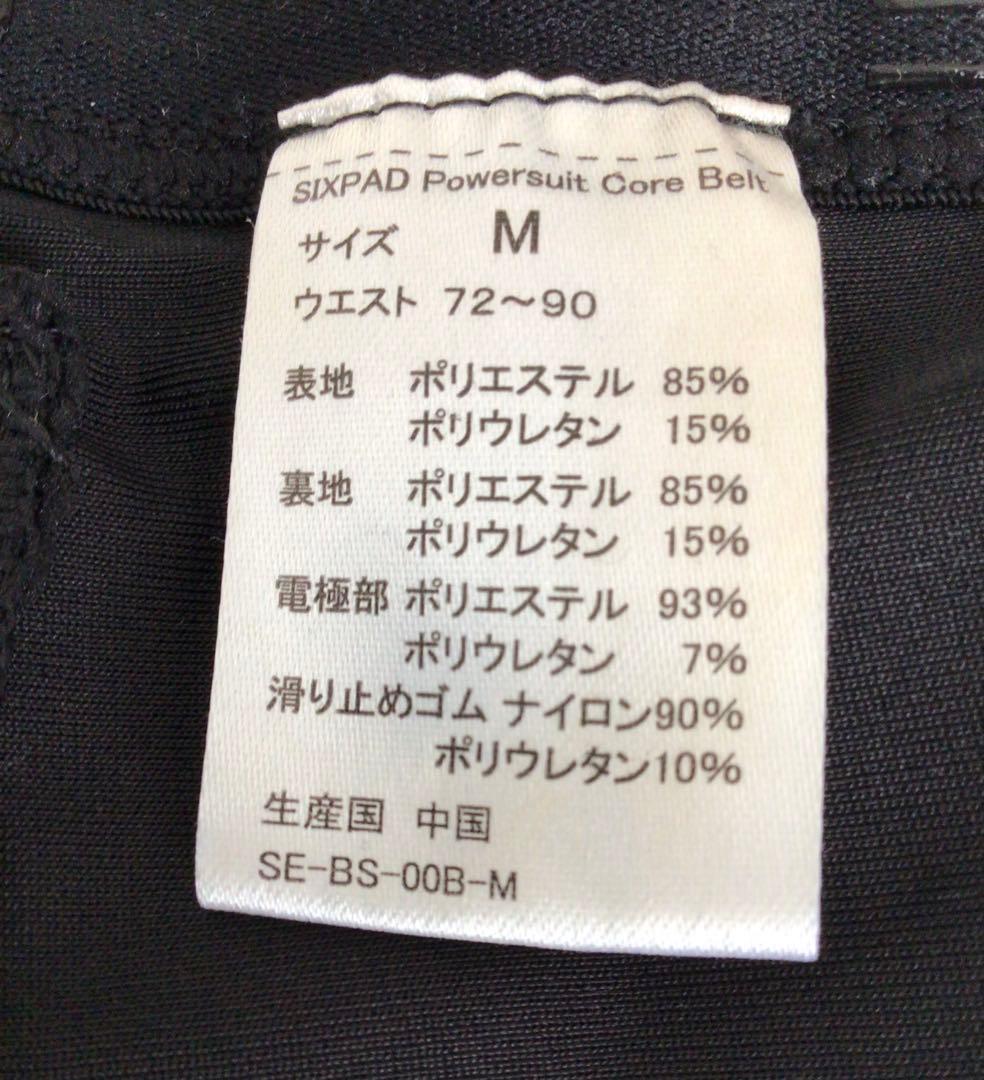 SIXPAD Powersuit Core Belt
サイズ M
ウエスト 72～90
表地 ポリエステル 85%
ポリウレタン 15%
裏地 ポリエステル 85%
ポリウレタン 15%
電極部 ポリエステル 93%
ポリウレタン 7%
滑り止めゴム ナイロン90%
ポリウレタン10%
生産国 中国
SE-BS-00B-M